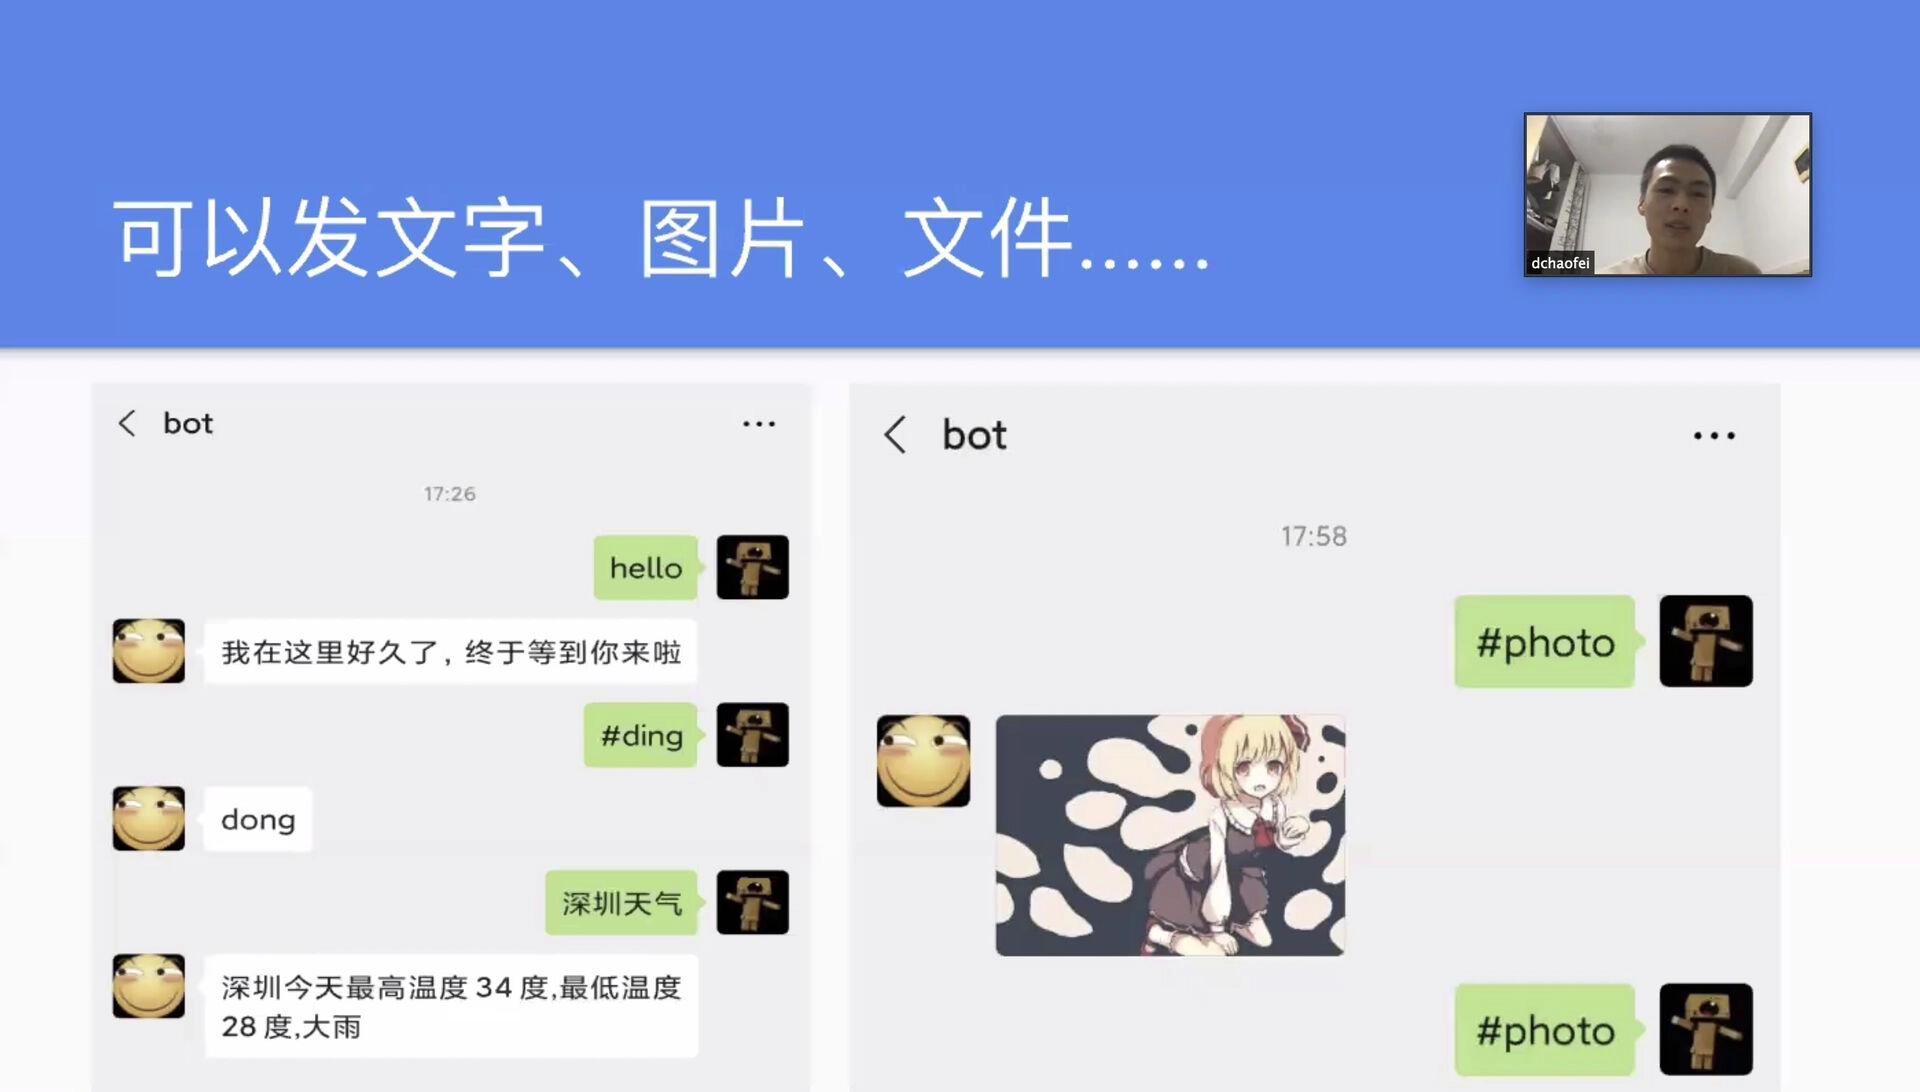 可以发文字、图片、文件......
dchaofei
bot
17:26
hello
我在这里好久了，终于等到你来啦
#ding
dong
深圳天气
深圳今天最高温度 34 度,最低温度
28 度,大雨
bot
17:58
#photo
#photo